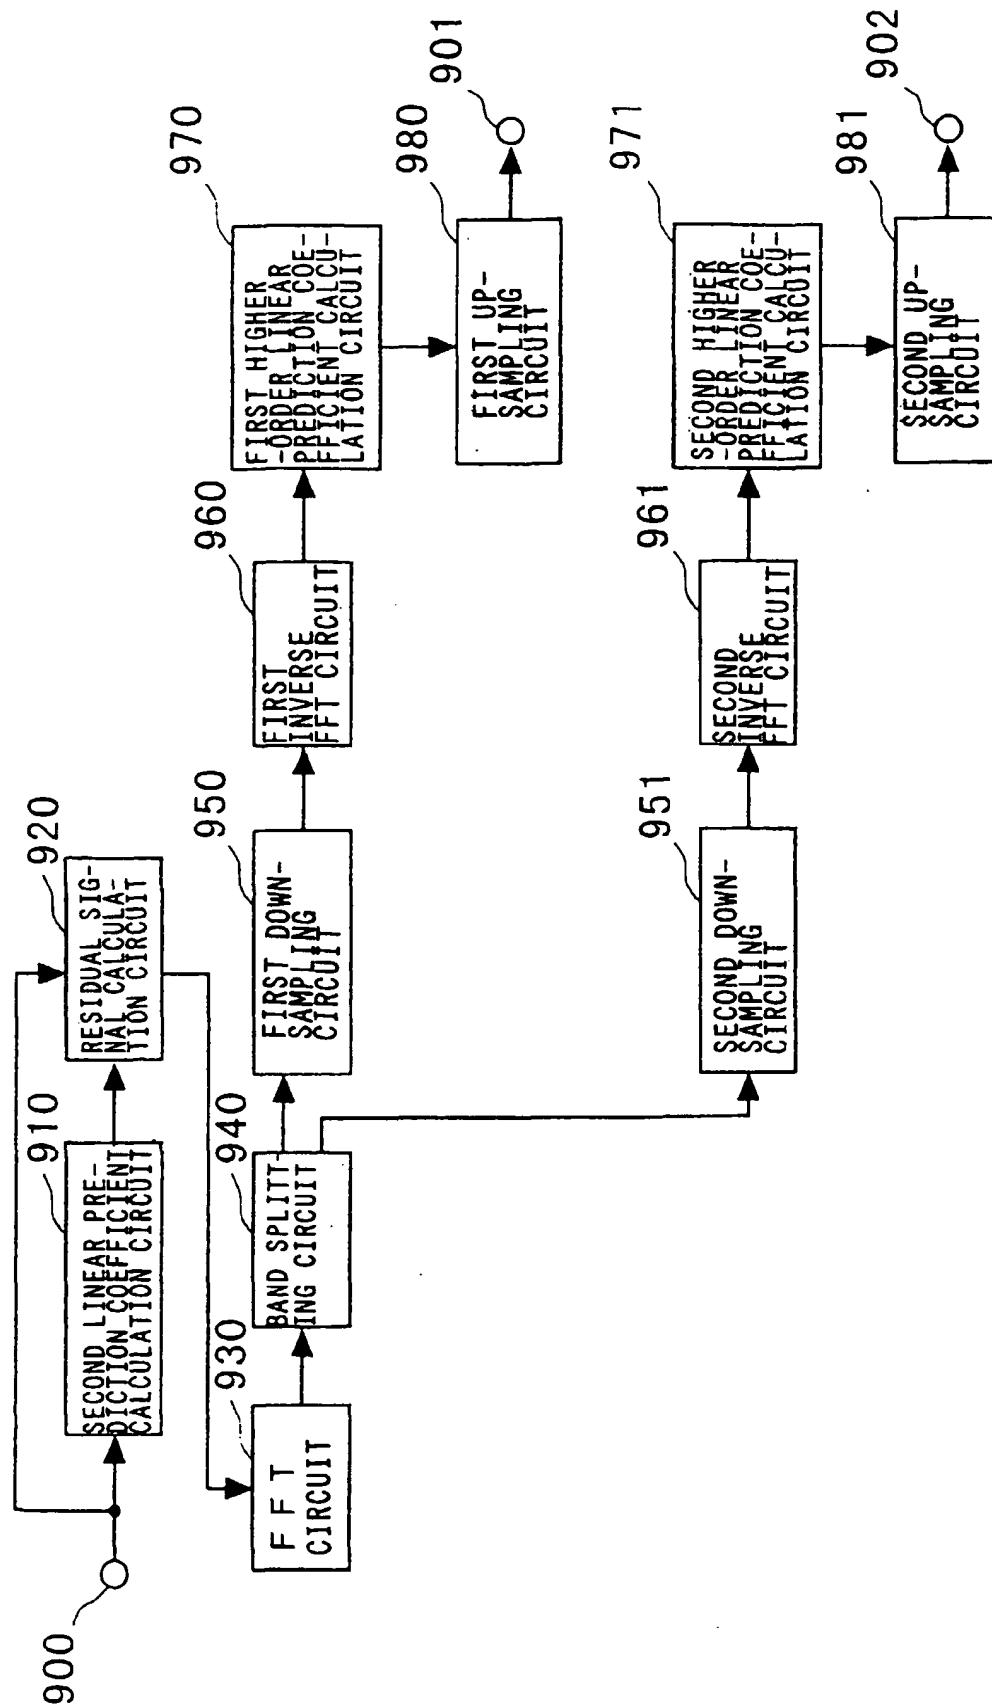 900
910
SECOND LINEAR PRE-
DICTION COEFFICIENT
CALCULATION CIRCUIT
920
RESIDUAL SIG-
NAL CALCULA-
TION CIRCUIT
930
F F T
CIRCUIT
940
BAND SPLITT-
ING CIRCUIT
950
FIRST DOWN-
SAMPLING
CIRCUIT
960
FIRST
INVERSE
FFT CIRCUIT
970
FIRST HIGHER
-ORDER LINEAR
PREDICTION COE-
FFICIENT CALCU-
LATION CIRCUIT
980
FIRST UP-
SAMPLING
CIRCUIT
901
951
SECOND DOWN-
SAMPLING
CIRCUIT
961
SECOND
INVERSE
FFT CIRCUIT
971
SECOND HIGHER
-ORDER LINEAR
PREDICTION COE-
FFICIENT CALCU-
LATION CIRCUIT
981
SECOND UP-
SAMPLING
CIRCUIT
902